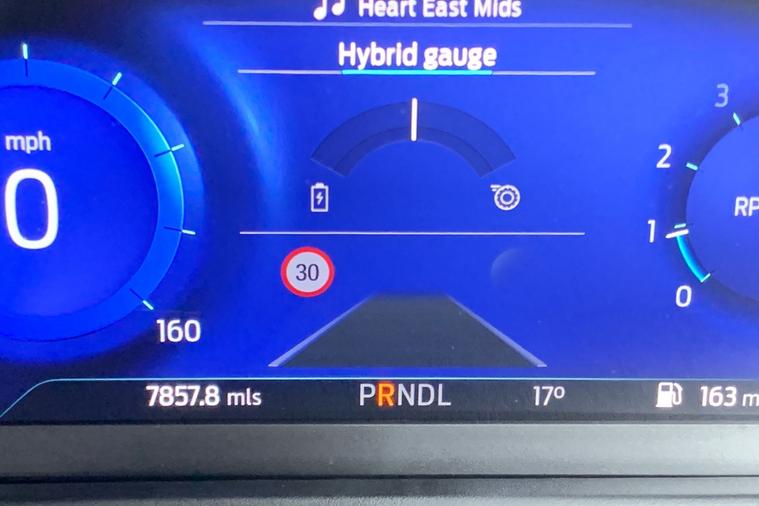 Heart East Mids
Hybrid gauge
mph
0
160
30
3
2
1
0
7857.8 mls
PRNDL
17º
163